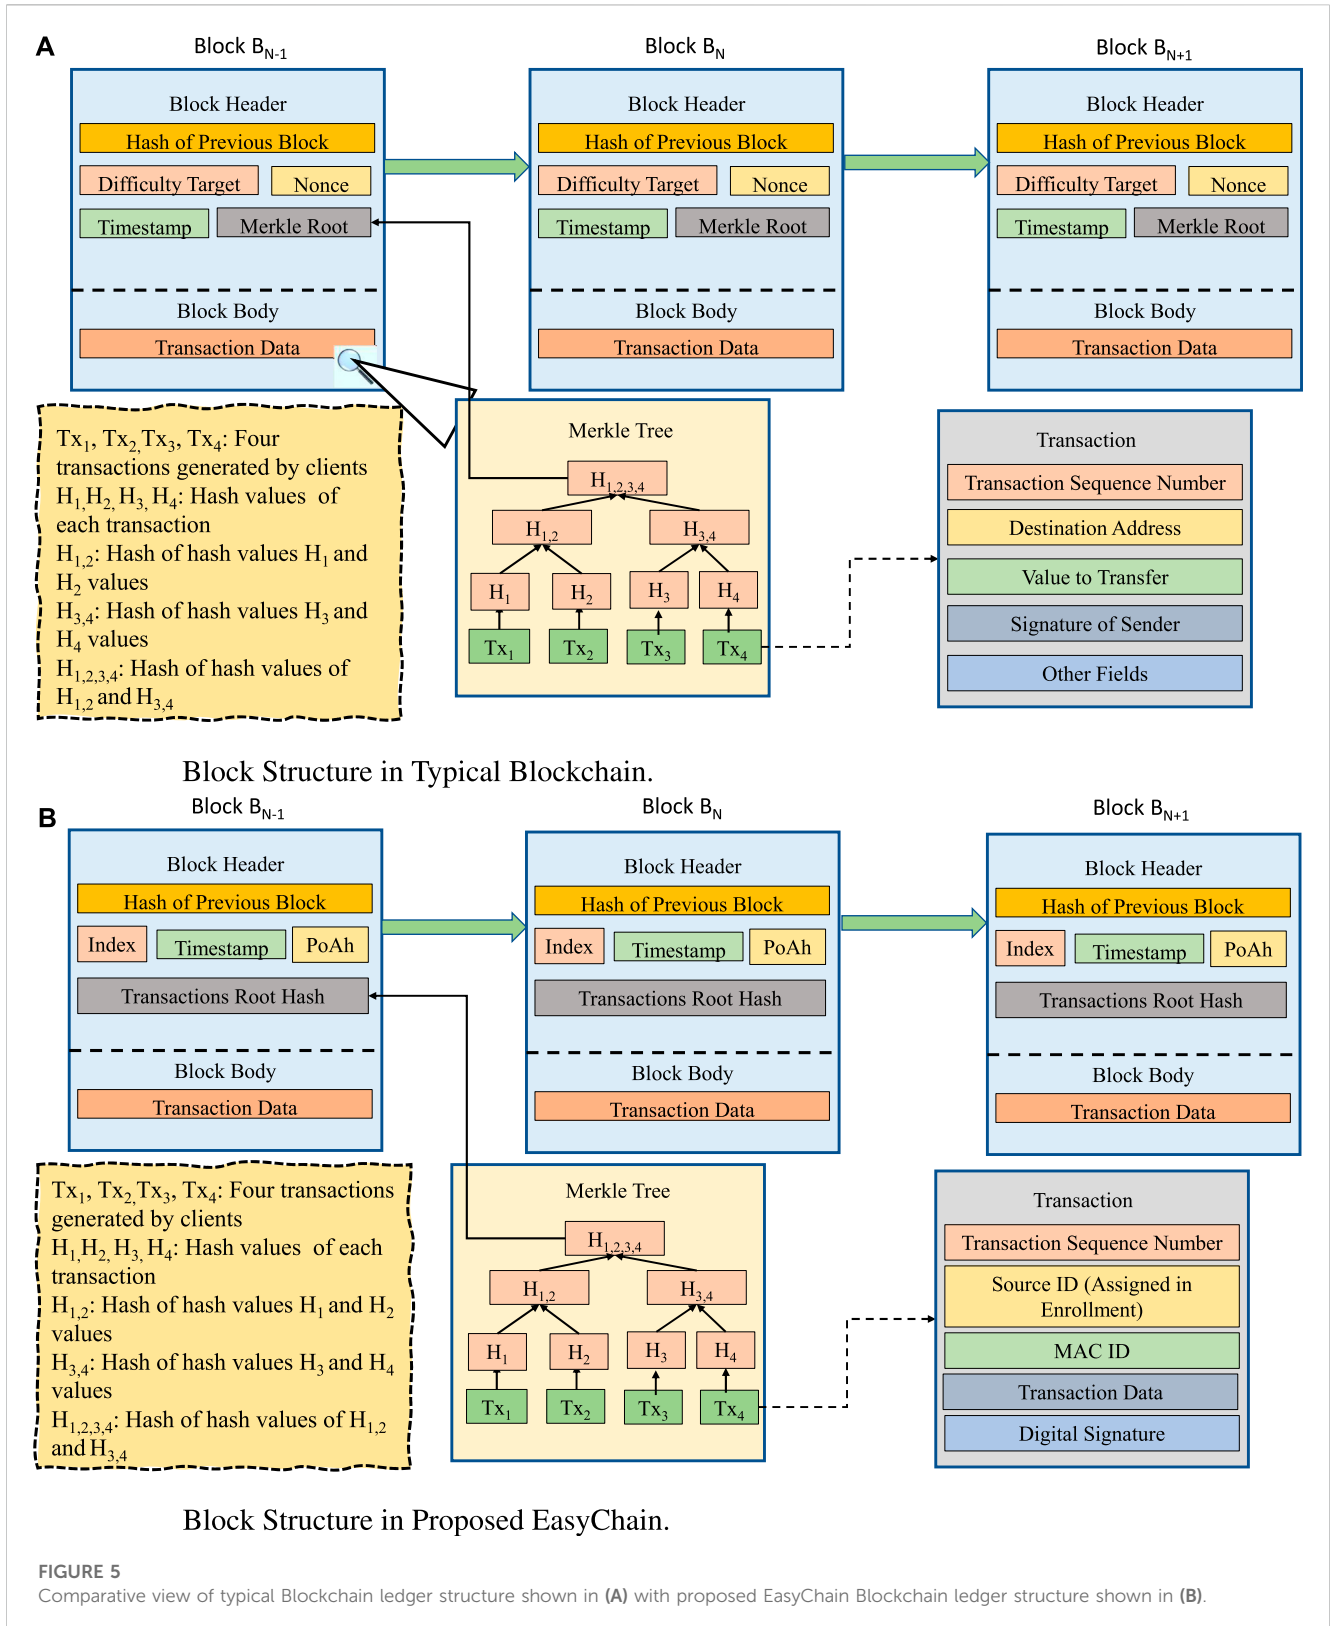 A
Block B_N-1
Block B_N
Block B_N+1
Block Header
Hash of Previous Block
Difficulty Target
Nonce
Timestamp
Merkle Root
Block Body
Transaction Data
Block Header
Hash of Previous Block
Difficulty Target
Nonce
Timestamp
Merkle Root
Block Body
Transaction Data
Block Header
Hash of Previous Block
Difficulty Target
Nonce
Timestamp
Merkle Root
Block Body
Transaction Data
Tx1, Tx2, Tx3, Tx4: Four
transactions generated by clients
H1, H2, H3, H4: Hash values of
each transaction
H1,2: Hash of hash values H1 and
H2 values
H3,4: Hash of hash values H3 and
H4 values
H1,2,3,4: Hash of hash values of
H1,2 and H3,4
Merkle Tree
H1,2,3,4
H1,2
H3,4
H1
H2
H3
H4
Tx1
Tx2
Tx3
Tx4
Transaction
Transaction Sequence Number
Destination Address
Value to Transfer
Signature of Sender
Other Fields
Block Structure in Typical Blockchain.
B
Block B_N-1
Block B_N
Block B_N+1
Block Header
Hash of Previous Block
Index
Timestamp
PoAh
Transactions Root Hash
Block Body
Transaction Data
Block Header
Hash of Previous Block
Index
Timestamp
PoAh
Transactions Root Hash
Block Body
Transaction Data
Block Header
Hash of Previous Block
Index
Timestamp
PoAh
Transactions Root Hash
Block Body
Transaction Data
Tx1, Tx2, Tx3, Tx4: Four transactions
generated by clients
H1, H2, H3, H4: Hash values of each
transaction
H1,2: Hash of hash values H1 and H2
values
H3,4: Hash of hash values H3 and H4
values
H1,2,3,4: Hash of hash values of H1,2
and H3,4
Merkle Tree
H1,2,3,4
H1,2
H3,4
H1
H2
H3
H4
Tx1
Tx2
Tx3
Tx4
Transaction
Transaction Sequence Number
Source ID (Assigned in
Enrollment)
MAC ID
Transaction Data
Digital Signature
Block Structure in Proposed EasyChain.
FIGURE 5
Comparative view of typical Blockchain ledger structure shown in (A) with proposed EasyChain Blockchain ledger structure shown in (B).